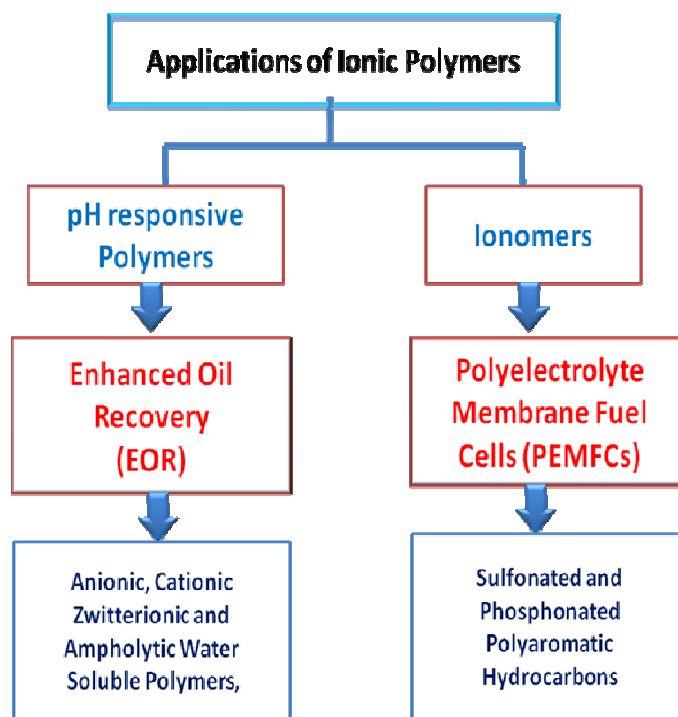 Applications of Ionic Polymers
pH responsive
Polymers
Ionomers
Enhanced Oil
Recovery
(EOR)
Polyelectrolyte
Membrane Fuel
Cells (PEMFCs)
Anionic, Cationic
Zwitterionic and
Ampholytic Water
Soluble Polymers,
Sulfonated and
Phosphonated
Polyaromatic
Hydrocarbons